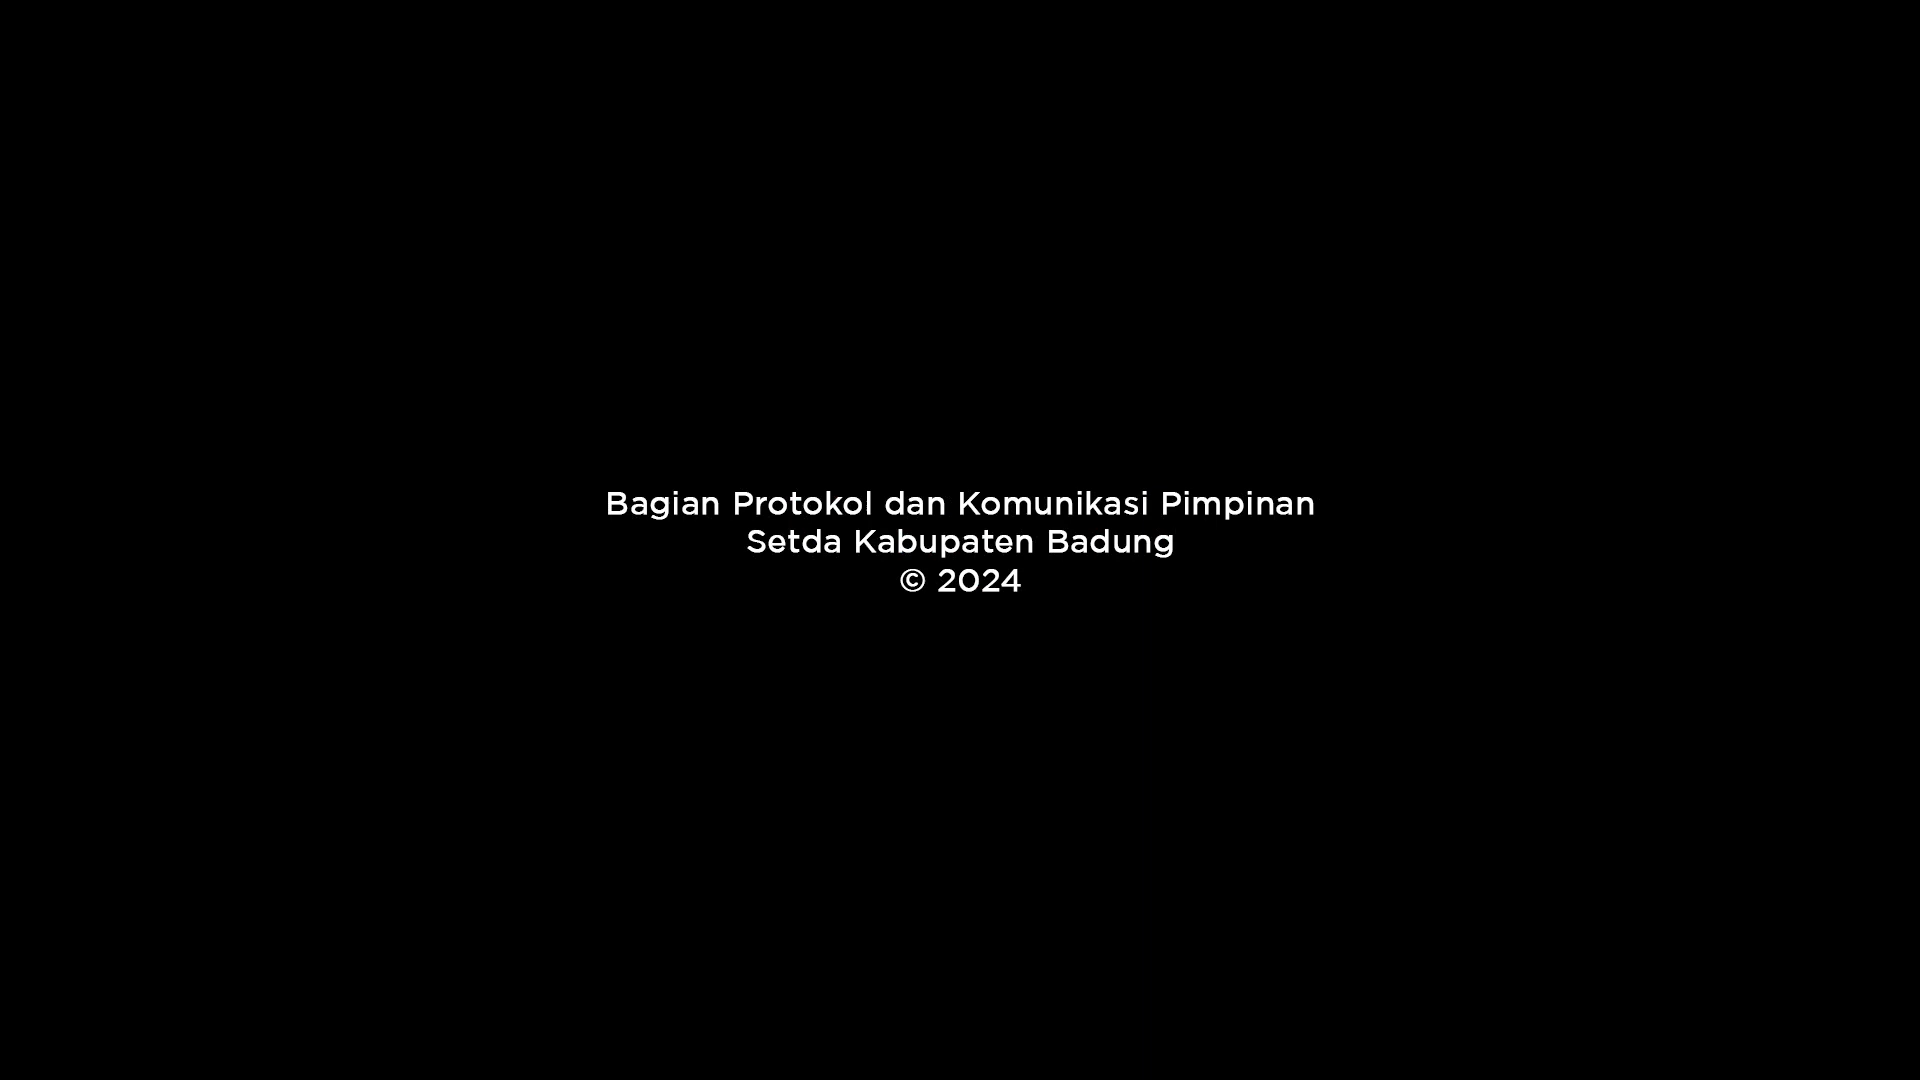 Bagian Protokol dan Komunikasi Pimpinan
Setda Kabupaten Badung
© 2024